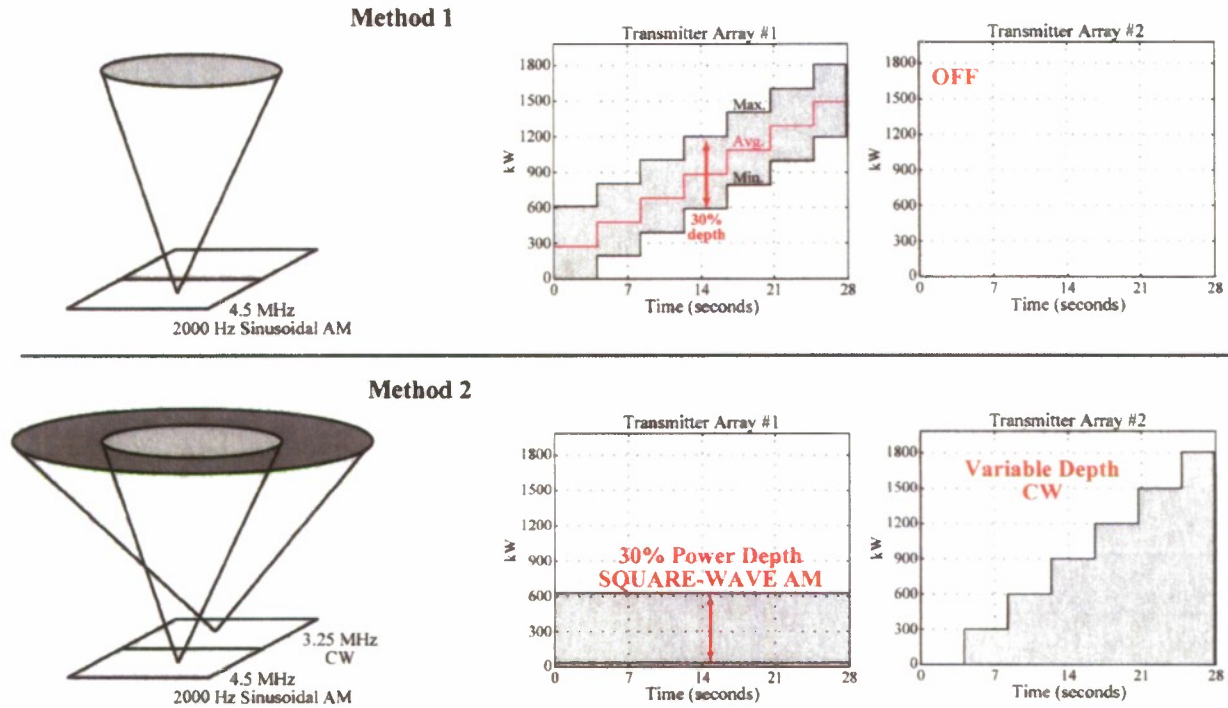 Method 1
4.5 MHz
2000 Hz Sinusoidal AM
Transmitter Array #1
kW
1800
1500
1200
900
600
300
0
Max.
Avg.
Min.
30%
depth
0 7 14 21 28
Time (seconds)
Transmitter Array #2
kW
1800
1500
1200
900
600
300
0
OFF
0 7 14 21 28
Time (seconds)
Method 2
3.25 MHz
CW
4.5 MHz
2000 Hz Sinusoidal AM
Transmitter Array #1
kW
1800
1500
1200
900
600
300
0
30% Power Depth
SQUARE-WAVE AM
0 7 14 21 28
Time (seconds)
Transmitter Array #2
kW
1800
1500
1200
900
600
300
0
Variable Depth
CW
0 7 14 21 28
Time (seconds)